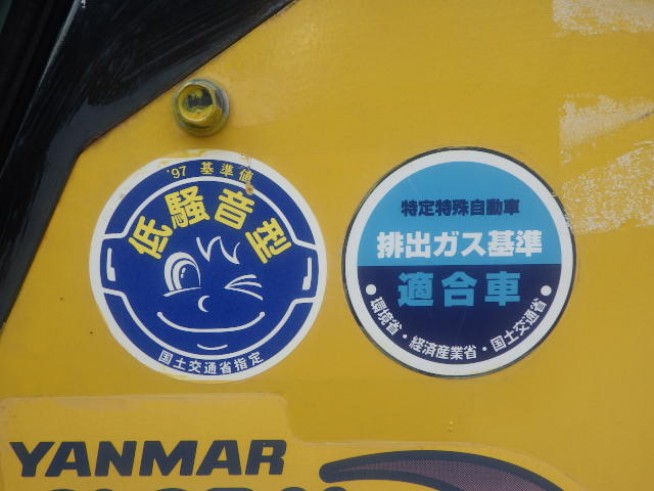 '97 基準値
低騒音型
国土交通省指定
特定特殊自動車
排出ガス基準
適合車
・環境省・経済産業省・国土交通省・
YANMAR